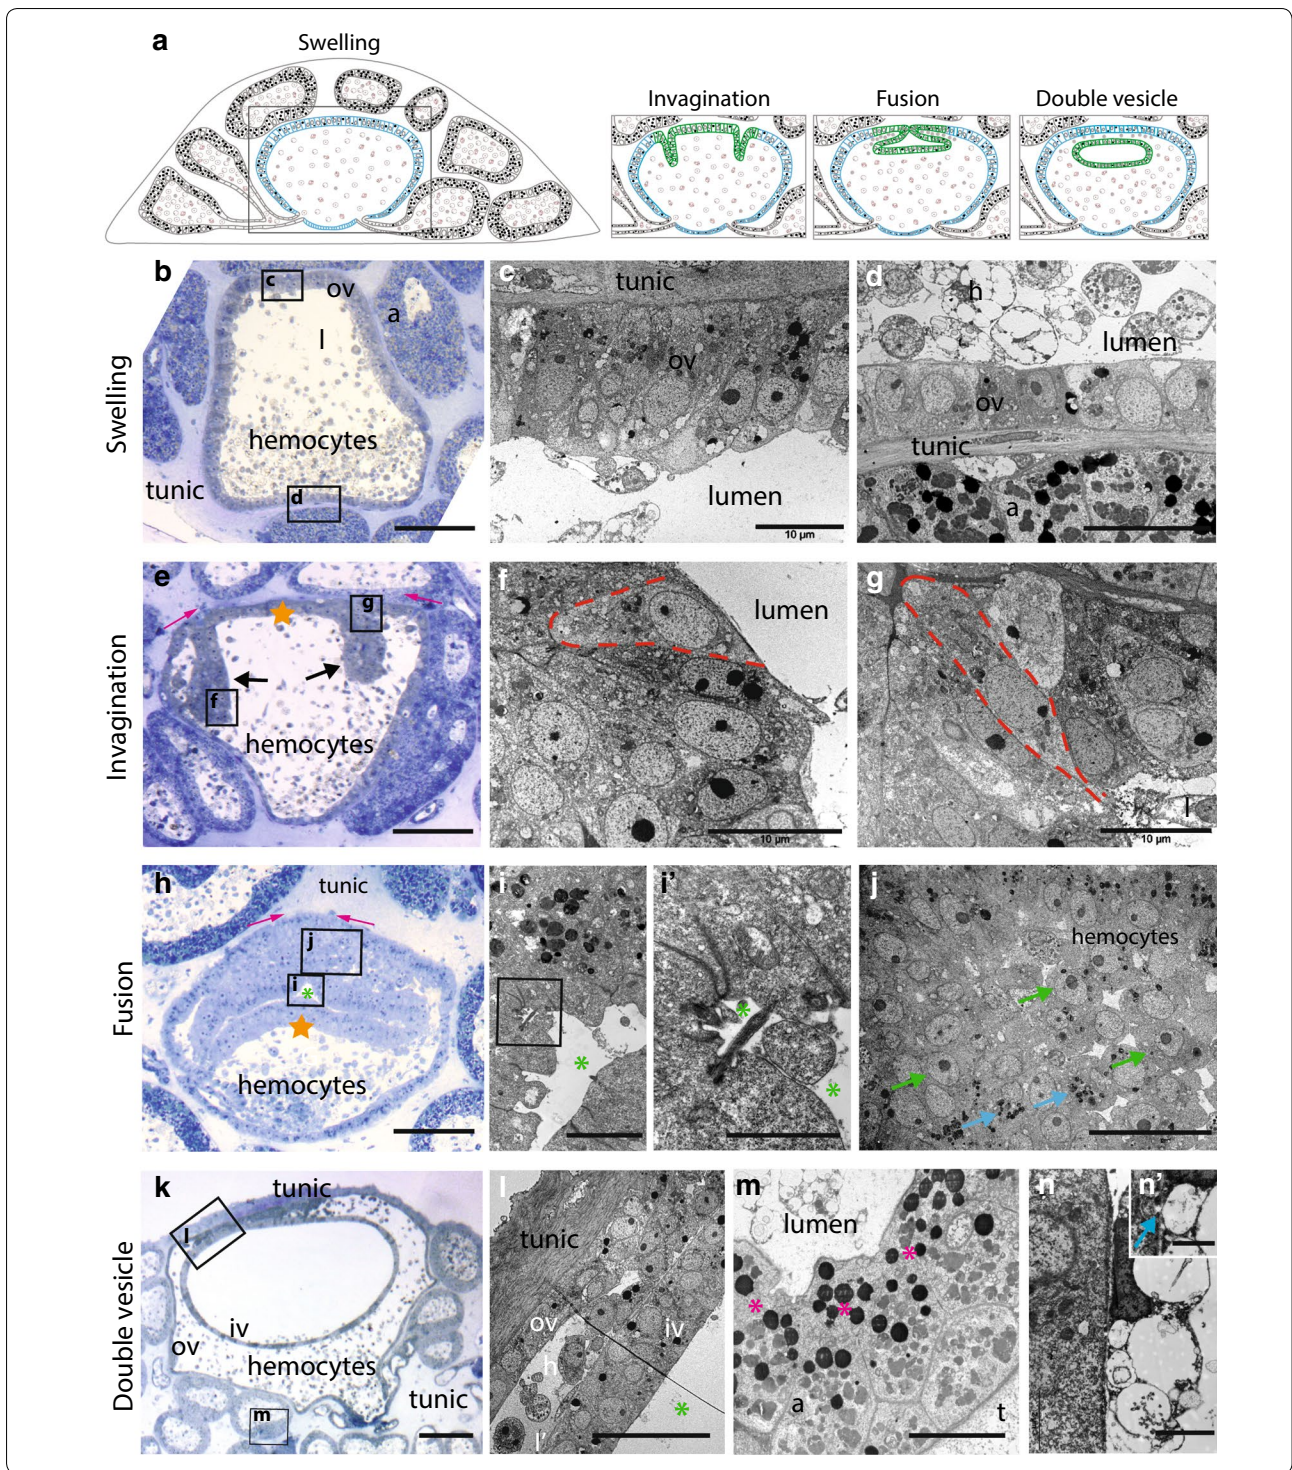 a
Swelling
Invagination
Fusion
Double vesicle
Swelling
b
c
ov
a
l
hemocytes
d
tunic
c
tunic
ov
lumen
10 µm
d
h
lumen
ov
tunic
a
Invagination
e
g
f
hemocytes
f
lumen
10 µm
g
l
10 µm
Fusion
h
tunic
j
i
*
hemocytes
i
*
i'
*
*
j
hemocytes
Double vesicle
k
tunic
l
iv
ov
hemocytes
tunic
m
l
tunic
ov
iv
h
*
l'
m
lumen
*
*
*
a
t
n
n'